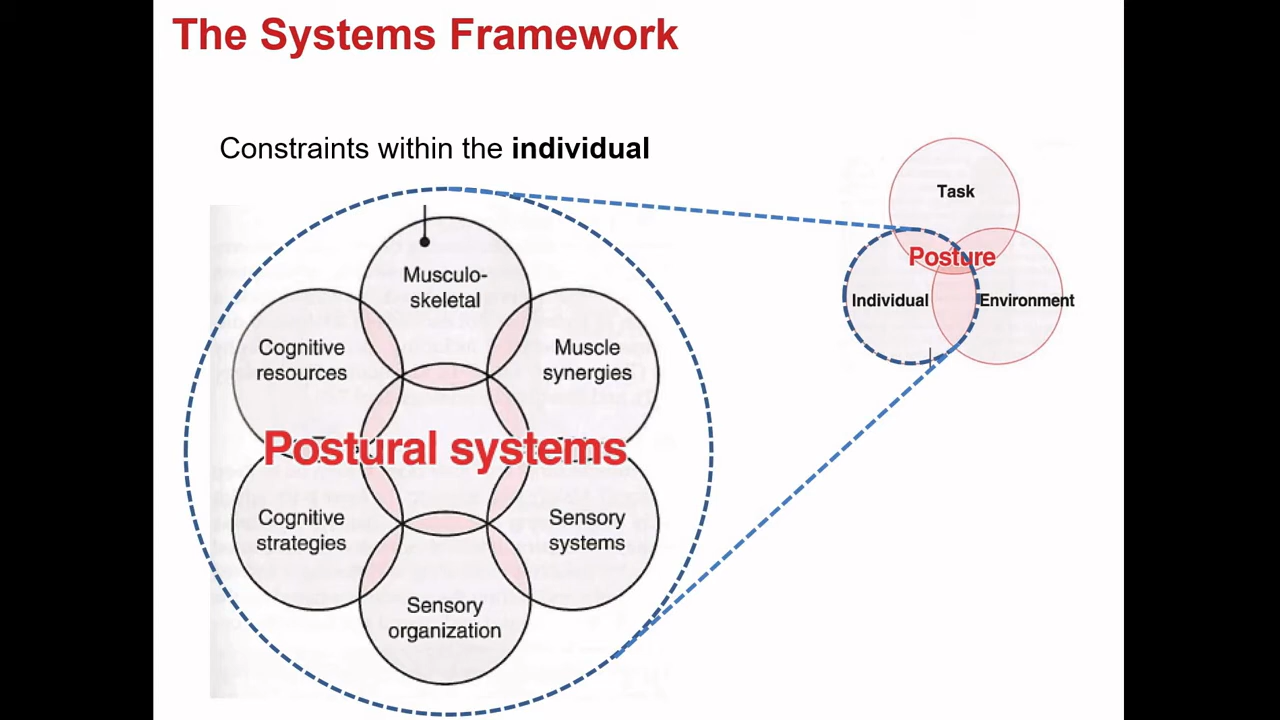 The Systems Framework
Constraints within the individual
Musculo-
skeletal
Cognitive
resources
Muscle
synergies
Postural systems
Cognitive
strategies
Sensory
systems
Sensory
organization
Task
Posture
Individual
Environment